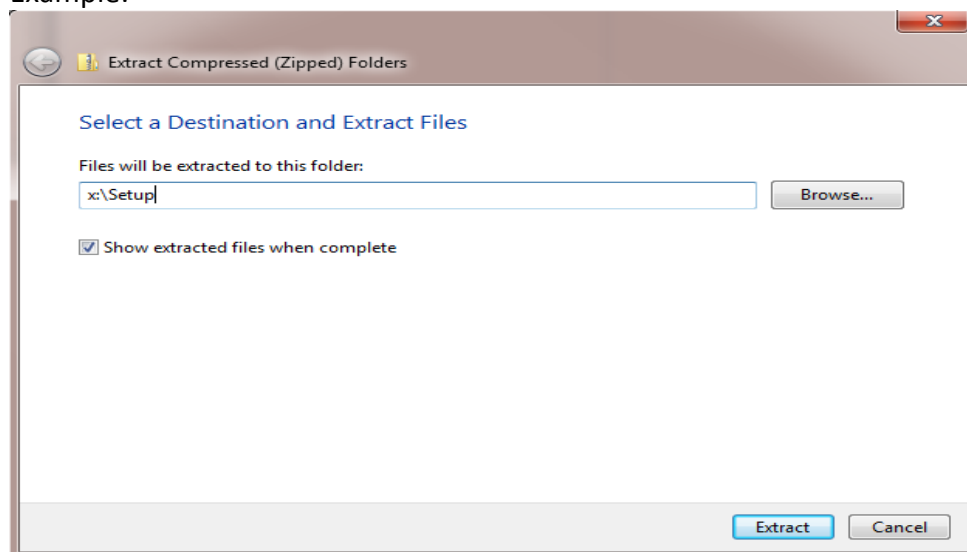 Example:
Extract Compressed (Zipped) Folders
Select a Destination and Extract Files
Files will be extracted to this folder:
x:\Setup
Browse...
Show extracted files when complete
Extract
Cancel